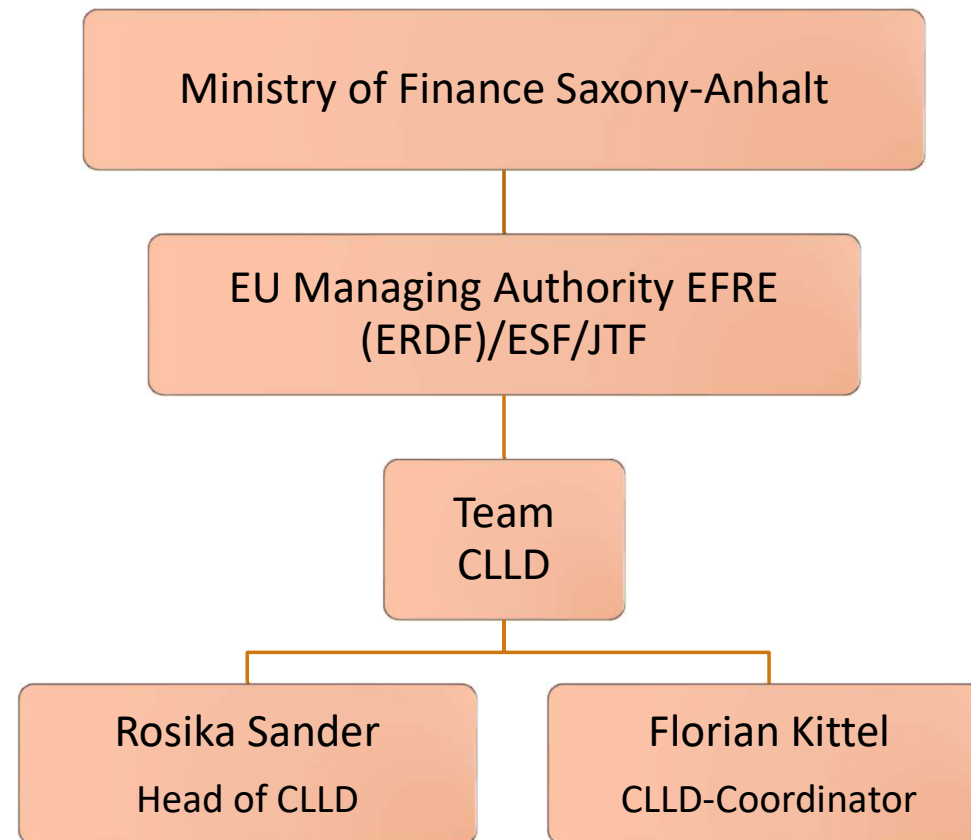 Ministry of Finance Saxony-Anhalt
EU Managing Authority EFRE
(ERDF)/ESF/JTF
Team
CLLD
Rosika Sander
Head of CLLD
Florian Kittel
CLLD-Coordinator